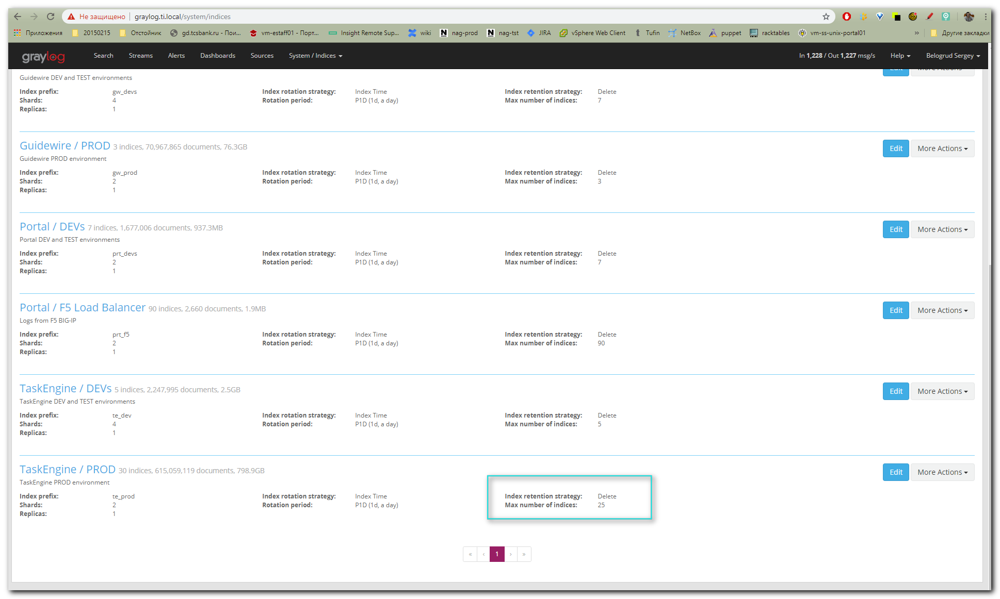 Не защищено graylog.ti.local/system/indices
Приложения 20150215 Отстойник gd.tcsbank.ru - Пои... vm-estaff01 - Порт... Insight Remote Sup... wiki nag-prod nag-tst JIRA vSphere Web Client Tufin NetBox puppet racktables vm-ss-unix-portal01 » Другие закладки
graylog Search Streams Alerts Dashboards Sources System / Indices In 1,228 / Out 1,227 msg/s Help Belogrud Sergey
Edit More Actions
Guidewire DEV and TEST environments
Index prefix: gw_devs Index rotation strategy: Index Time Index retention strategy: Delete
Shards: 4 Rotation period: P1D (1d, a day) Max number of indices: 7
Replicas: 1
Guidewire / PROD 3 indices, 70,967,865 documents, 76.3GB Edit More Actions
Guidewire PROD environment
Index prefix: gw_prod Index rotation strategy: Index Time Index retention strategy: Delete
Shards: 2 Rotation period: P1D (1d, a day) Max number of indices: 3
Replicas: 1
Portal / DEVs 7 indices, 1,677,006 documents, 937.3MB Edit More Actions
Portal DEV and TEST environments
Index prefix: prt_devs Index rotation strategy: Index Time Index retention strategy: Delete
Shards: 2 Rotation period: P1D (1d, a day) Max number of indices: 7
Replicas: 1
Portal / F5 Load Balancer 90 indices, 2,660 documents, 1.9MB Edit More Actions
Logs from F5 BIG-IP
Index prefix: prt_f5 Index rotation strategy: Index Time Index retention strategy: Delete
Shards: 2 Rotation period: P1D (1d, a day) Max number of indices: 90
Replicas: 1
TaskEngine / DEVs 5 indices, 2,247,995 documents, 2.5GB Edit More Actions
TaskEngine DEV and TEST environments
Index prefix: te_dev Index rotation strategy: Index Time Index retention strategy: Delete
Shards: 4 Rotation period: P1D (1d, a day) Max number of indices: 5
Replicas: 1
TaskEngine / PROD 30 indices, 615,059,119 documents, 798.9GB Edit More Actions
TaskEngine PROD environment
Index prefix: te_prod Index rotation strategy: Index Time Index retention strategy: Delete
Shards: 2 Rotation period: P1D (1d, a day) Max number of indices: 25
Replicas: 1
« ‹ 1 › »